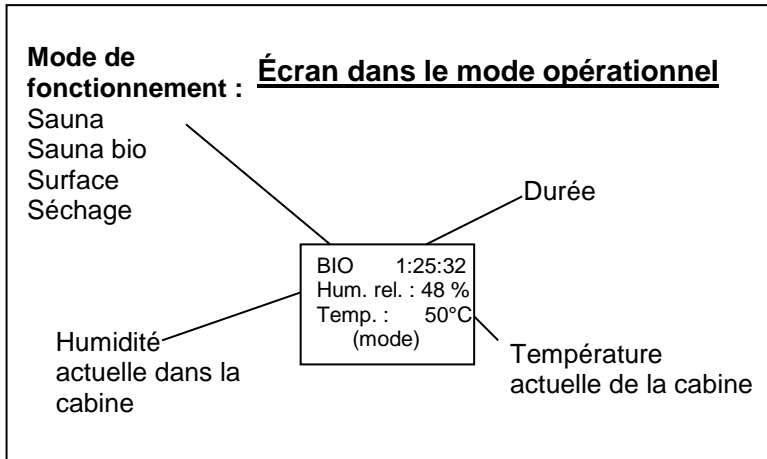 Mode de
fonctionnement :
Écran dans le mode opérationnel
Sauna
Sauna bio
Surface
Séchage
Durée
BIO 1:25:32
Hum. rel. : 48 %
Temp. : 50°C
(mode)
Humidité
actuelle dans la
cabine
Température
actuelle de la cabine